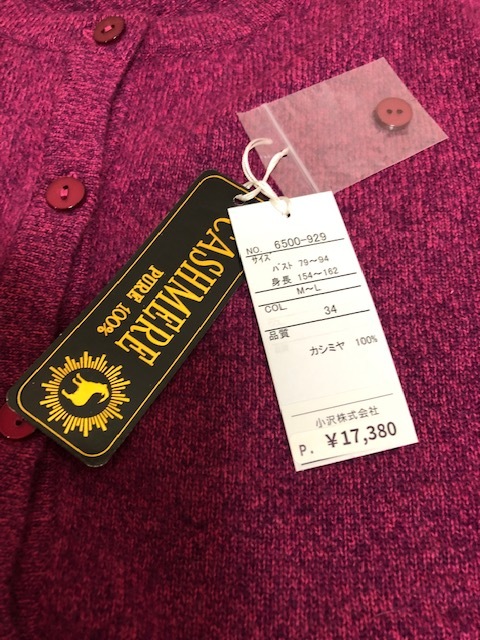 CASHMERE
PURE 100%
NO. 6500-929
サイズ
バスト 79～94
身長 154～162
M～L
COL. 34
品質
カシミヤ 100%
小沢株式会社
P. ¥17,380